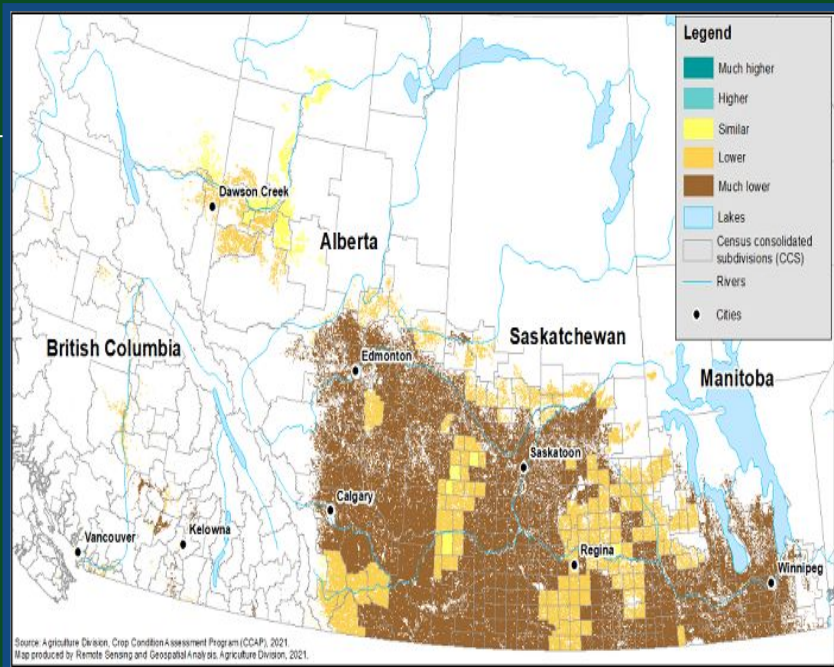 Legend
Much higher
Higher
Similar
Lower
Much lower
Lakes
Census consolidated
subdivisions (CCS)
Rivers
Cities
Dawson Creek
Alberta
British Columbia
Saskatchewan
Manitoba
Edmonton
Saskatoon
Calgary
Vancouver
Kelowna
Regina
Winnipeg
Source: Agriculture Division, Crop Condition Assessment Program (CCAP), 2021.
Map produced by Remote Sensing and Geospatial Analysis, Agriculture Division, 2021.